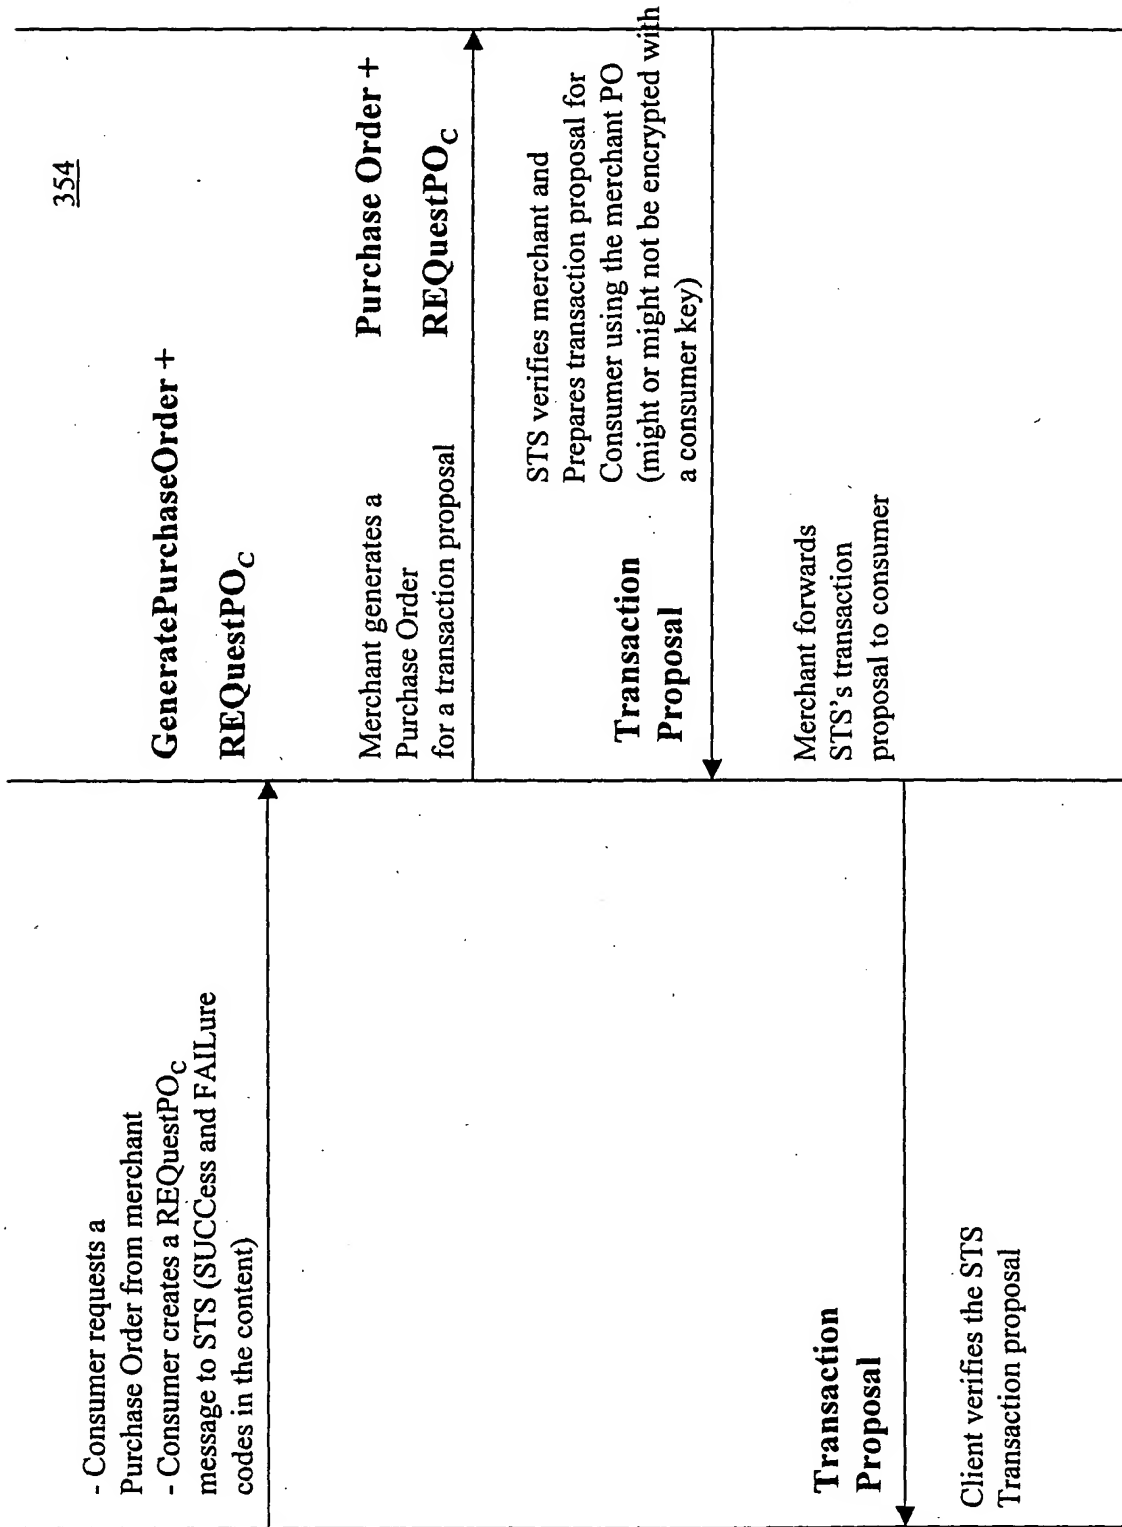 354
- Consumer requests a
Purchase Order from merchant
- Consumer creates a REQuestPOC
message to STS (SUCCess and FAILure
codes in the content)
GeneratePurchaseOrder +
REQuestPOC
Merchant generates a
Purchase Order
for a transaction proposal
Purchase Order +
REQuestPOC
STS verifies merchant and
Prepares transaction proposal for
Consumer using the merchant PO
(might or might not be encrypted with
a consumer key)
Transaction
Proposal
Merchant forwards
STS's transaction
proposal to consumer
Transaction
Proposal
Client verifies the STS
Transaction proposal